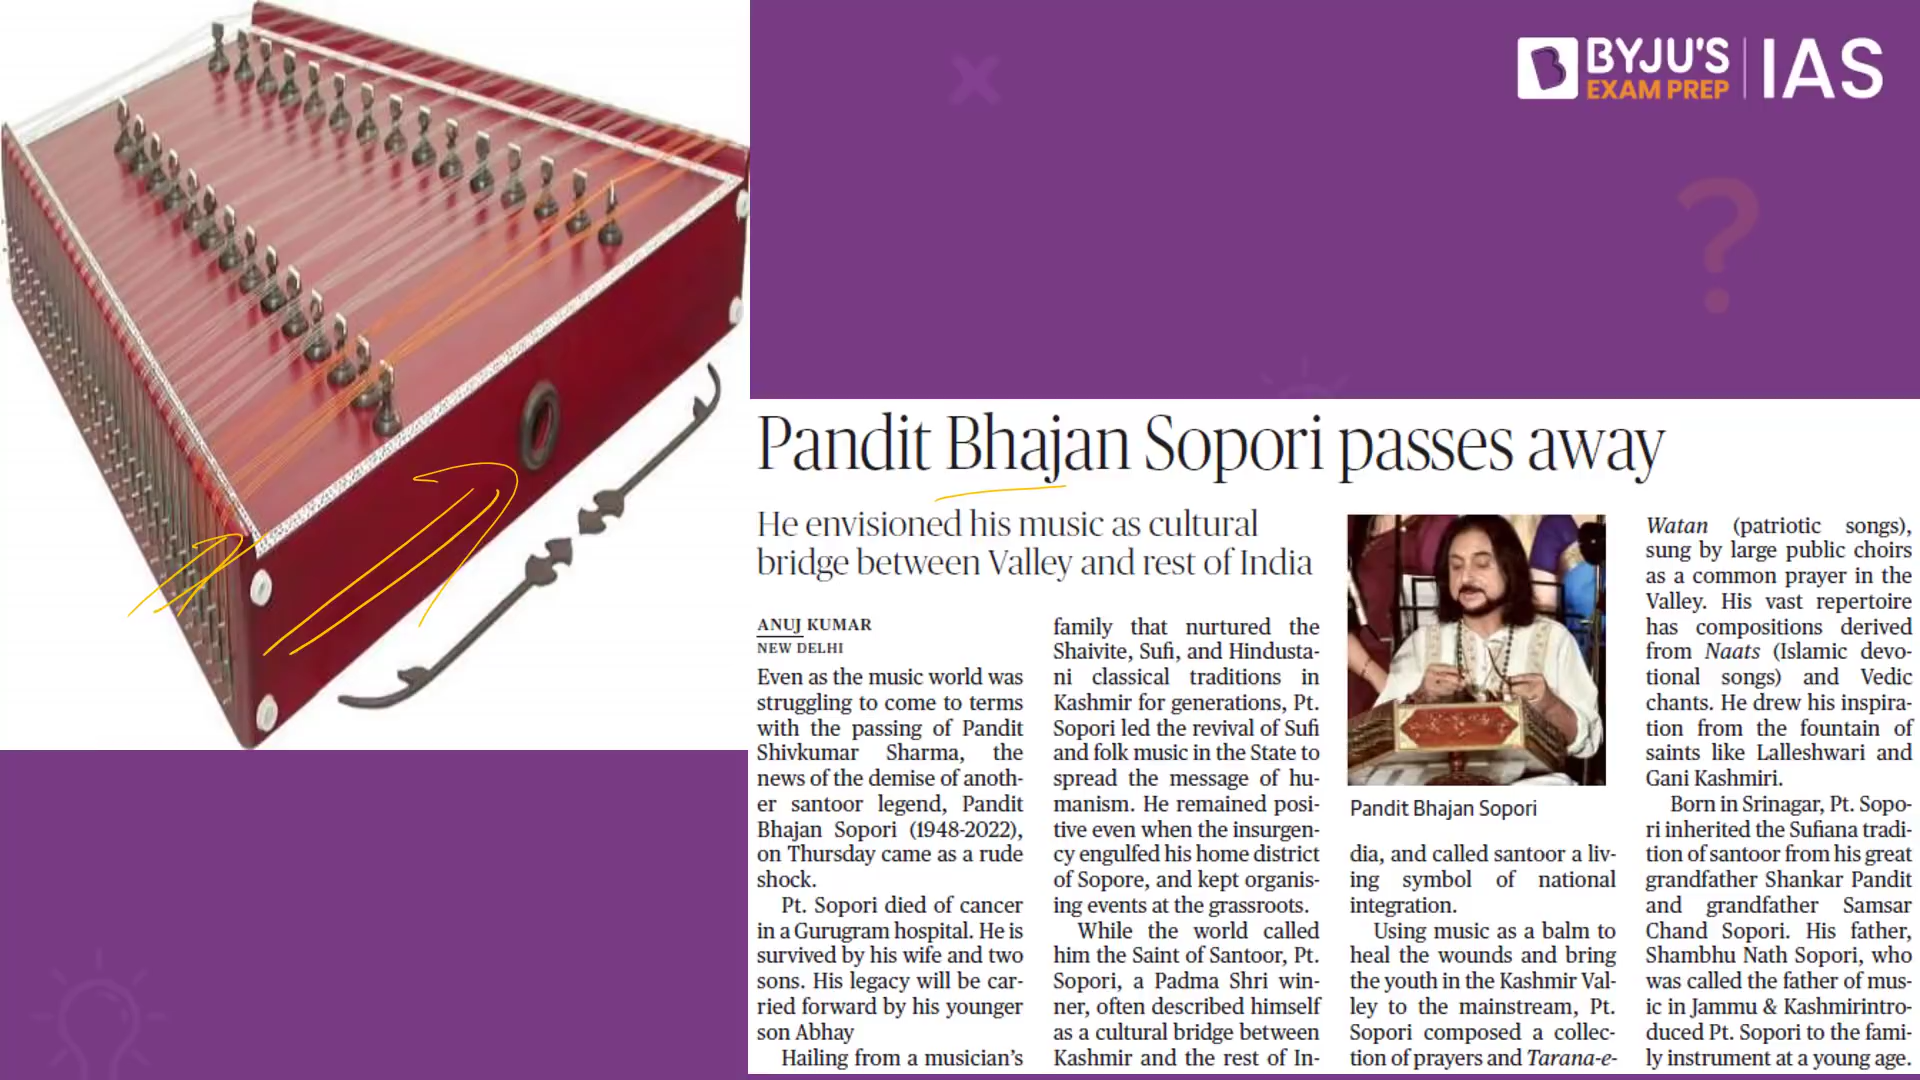 BYJU'S
EXAM PREP
IAS
Pandit Bhajan Sopori passes away
He envisioned his music as cultural
bridge between Valley and rest of India
ANUJ KUMAR
NEW DELHI
Even as the music world was
struggling to come to terms
with the passing of Pandit
Shivkumar Sharma, the
news of the demise of anoth-
er santoor legend, Pandit
Bhajan Sopori (1948-2022),
on Thursday came as a rude
shock.
Pt. Sopori died of cancer
in a Gurugram hospital. He is
survived by his wife and two
sons. His legacy will be car-
ried forward by his younger
son Abhay
Hailing from a musician's
family that nurtured the
Shaivite, Sufi, and Hindusta-
ni classical traditions in
Kashmir for generations, Pt.
Sopori led the revival of Sufi
and folk music in the State to
spread the message of hu-
manism. He remained posi-
tive even when the insurgen-
cy engulfed his home district
of Sopore, and kept organis-
ing events at the grassroots.
While the world called
him the Saint of Santoor, Pt.
Sopori, a Padma Shri win-
ner, often described himself
as a cultural bridge between
Kashmir and the rest of In-
Pandit Bhajan Sopori
dia, and called santoor a liv-
ing symbol of national
integration.
Using music as a balm to
heal the wounds and bring
the youth in the Kashmir Val-
ley to the mainstream, Pt.
Sopori composed a collec-
tion of prayers and Tarana-e-
Watan (patriotic songs),
sung by large public choirs
as a common prayer in the
Valley. His vast repertoire
has compositions derived
from Naats (Islamic devo-
tional songs) and Vedic
chants. He drew his inspira-
tion from the fountain of
saints like Lalleshwari and
Gani Kashmiri.
Born in Srinagar, Pt. Sopo-
ri inherited the Sufiana tradi-
tion of santoor from his great
grandfather Shankar Pandit
and grandfather Samsar
Chand Sopori. His father,
Shambhu Nath Sopori, who
was called the father of mus-
ic in Jammu & Kashmirintro-
duced Pt. Sopori to the fami-
ly instrument at a young age.